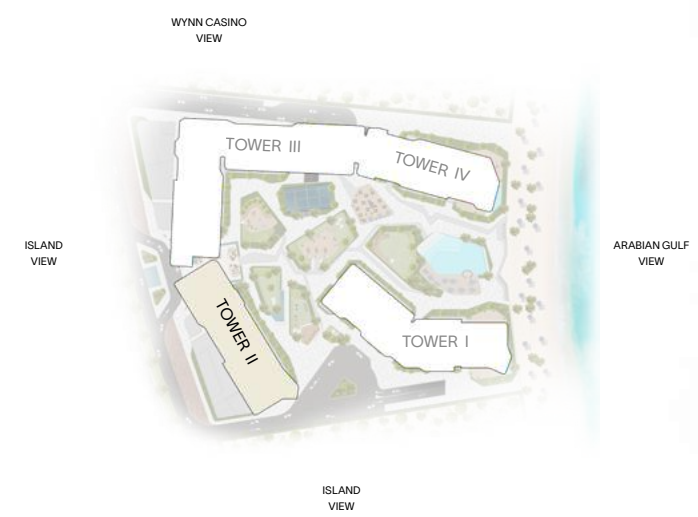 WYNN CASINO
VIEW
TOWER III
TOWER IV
ISLAND
VIEW
ARABIAN GULF
VIEW
TOWER II
TOWER I
ISLAND
VIEW